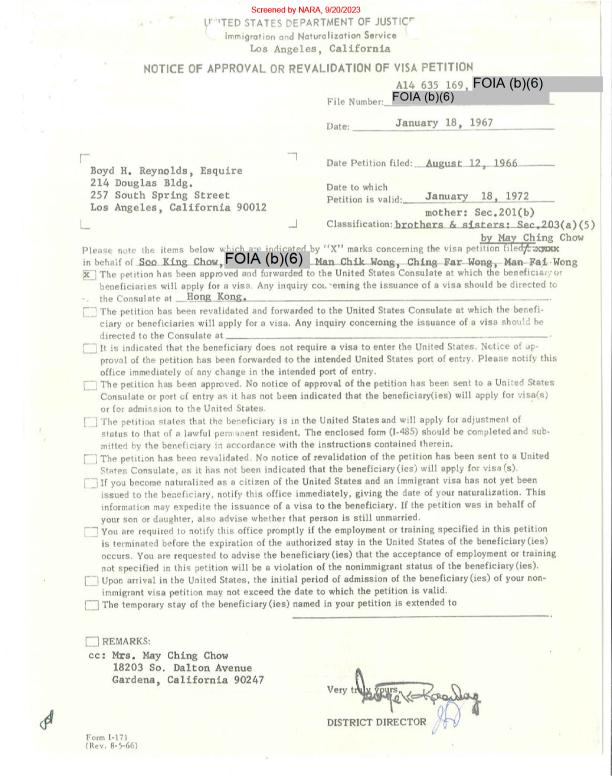 Screened by NARA, 9/20/2023
UNITED STATES DEPARTMENT OF JUSTICE
Immigration and Naturalization Service
Los Angeles, California
NOTICE OF APPROVAL OR REVALIDATION OF VISA PETITION
A14 635 169, FOIA (b)(6)
File Number: FOIA (b)(6)
Date: January 18, 1967
Boyd H. Reynolds, Esquire
214 Douglas Bldg.
257 South Spring Street
Los Angeles, California 90012
Date Petition filed: August 12, 1966
Date to which
Petition is valid: January 18, 1972
mother: Sec.201(b)
Classification: brothers & sisters: Sec.203(a)(5)
by May Ching Chow
Please note the items below which are indicated by "X" marks concerning the visa petition filed
in behalf of Soo King Chow, FOIA (b)(6) Man Chik Wong, Ching Far Wong, Man Fai Wong
X The petition has been approved and forwarded to the United States Consulate at which the beneficiary or
beneficiaries will apply for a visa. Any inquiry concerning the issuance of a visa should be directed to
the Consulate at Hong Kong.
The petition has been revalidated and forwarded to the United States Consulate at which the benefi-
ciary or beneficiaries will apply for a visa. Any inquiry concerning the issuance of a visa should be
directed to the Consulate at
It is indicated that the beneficiary does not require a visa to enter the United States. Notice of ap-
proval of the petition has been forwarded to the intended United States port of entry. Please notify this
office immediately of any change in the intended port of entry.
The petition has been approved. No notice of approval of the petition has been sent to a United States
Consulate or port of entry as it has not been indicated that the beneficiary(ies) will apply for visa(s)
or for admission to the United States.
The petition states that the beneficiary is in the United States and will apply for adjustment of
status to that of a lawful permanent resident. The enclosed form (I-485) should be completed and sub-
mitted by the beneficiary in accordance with the instructions contained therein.
The petition has been revalidated. No notice of revalidation of the petition has been sent to a United
States Consulate, as it has not been indicated that the beneficiary (ies) will apply for visa (s).
If you become naturalized as a citizen of the United States and an immigrant visa has not yet been
issued to the beneficiary, notify this office immediately, giving the date of your naturalization. This
information may expedite the issuance of a visa to the beneficiary. If the petition was in behalf of
your son or daughter, also advise whether that person is still unmarried.
You are required to notify this office promptly if the employment or training specified in this petition
is terminated before the expiration of the authorized stay in the United States of the beneficiary (ies)
occurs. You are requested to advise the beneficiary(ies) that the acceptance of employment or training
not specified in this petition will be a violation of the nonimmigrant status of the beneficiary(ies).
Upon arrival in the United States, the initial period of admission of the beneficiary(ies) of your non-
immigrant visa petition may not exceed the date to which the petition is valid.
The temporary stay of the beneficiary (ies) named in your petition is extended to
REMARKS:
cc: Mrs. May Ching Chow
18203 So. Dalton Avenue
Gardena, California 90247
Very truly yours,
DISTRICT DIRECTOR
Form I-171
(Rev. 8-5-66)